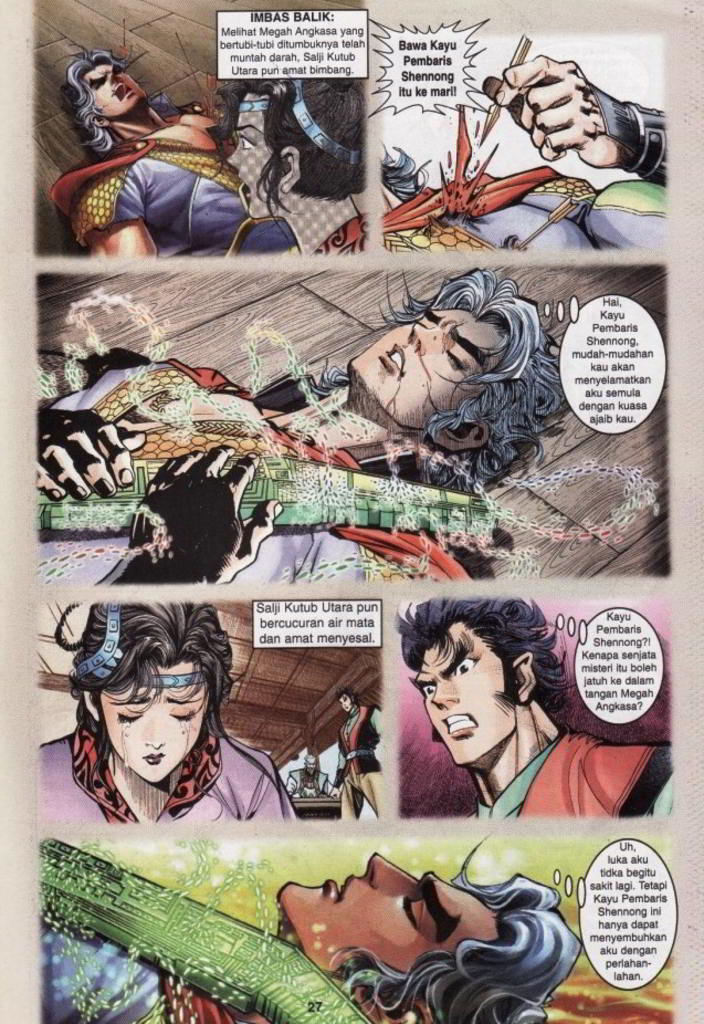 IMBAS BALIK:
Melihat Megah Angkasa yang
bertubi-tubi ditumbuknya telah
muntah darah, Salji Kutub
Utara pun amat bimbang.
Bawa Kayu
Pembaris
Shennong
itu ke mari!
Hai,
Kayu
Pembaris
Shennong,
mudah-mudahan
kau akan
menyelamatkan
aku semula
dengan kuasa
ajaib kau.
Salji Kutub Utara pun
bercucuran air mata
dan amat menyesal.
Kayu
Pembaris
Shennong?!
Kenapa senjata
misteri itu boleh
jatuh ke dalam
tangan Megah
Angkasa?
Uh,
luka aku
tidka begitu
sakit lagi. Tetapi
Kayu Pembaris
Shennong ini
hanya dapat
menyembuhkan
aku dengan
perlahan-
lahan.
27